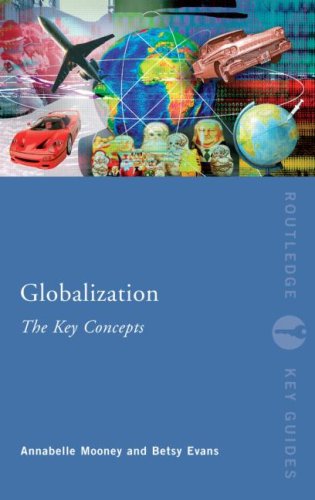 Globalization
The Key Concepts
ROUTLEDGE
KEY GUIDES
Annabelle Mooney and Betsy Evans